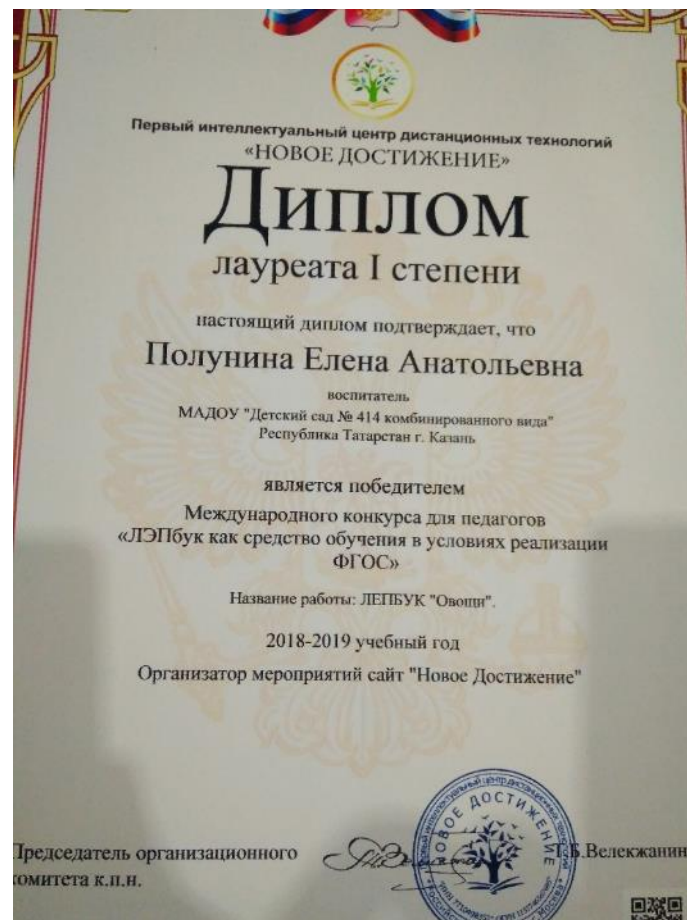 Первый интеллектуальный центр дистанционных технологий
«НОВОЕ ДОСТИЖЕНИЕ»
Диплом
лауреата I степени
настоящий диплом подтверждает, что
Полунина Елена Анатольевна
воспитатель
МАДОУ "Детский сад № 414 комбинированного вида"
Республика Татарстан г. Казань
является победителем
Международного конкурса для педагогов
«ЛЭПбук как средство обучения в условиях реализации
ФГОС»
Название работы: ЛЕПБУК "Овощи".
2018-2019 учебный год
Организатор мероприятий сайт "Новое Достижение"
НОВОЕ ДОСТИЖЕНИЕ
Председатель организационного
комитета к.п.н.
Велекжанин